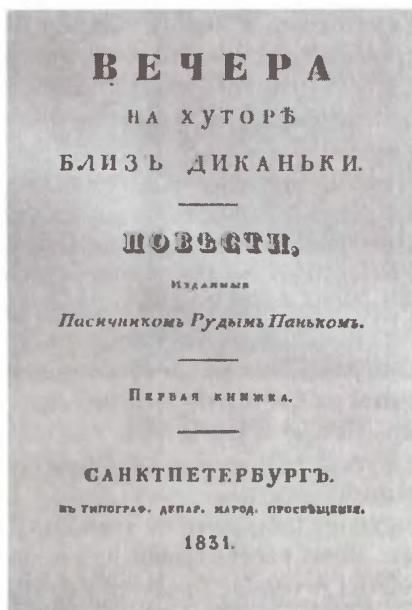 ВЕЧЕРА
НА ХУТОРѢ
БЛИЗЪ ДИКАНЬКИ.
ПОВѢСТИ,
ИЗДАННЫЯ
Пасичникомъ Рудымъ Панькомъ.
ПЕРВАЯ КНИЖКА.
САНКТПЕТЕРБУРГЪ.
ВЪ ТИПОГРАФ. ДЕПАР. НАРОД. ПРОСВѢЩЕНІЯ.
1831.